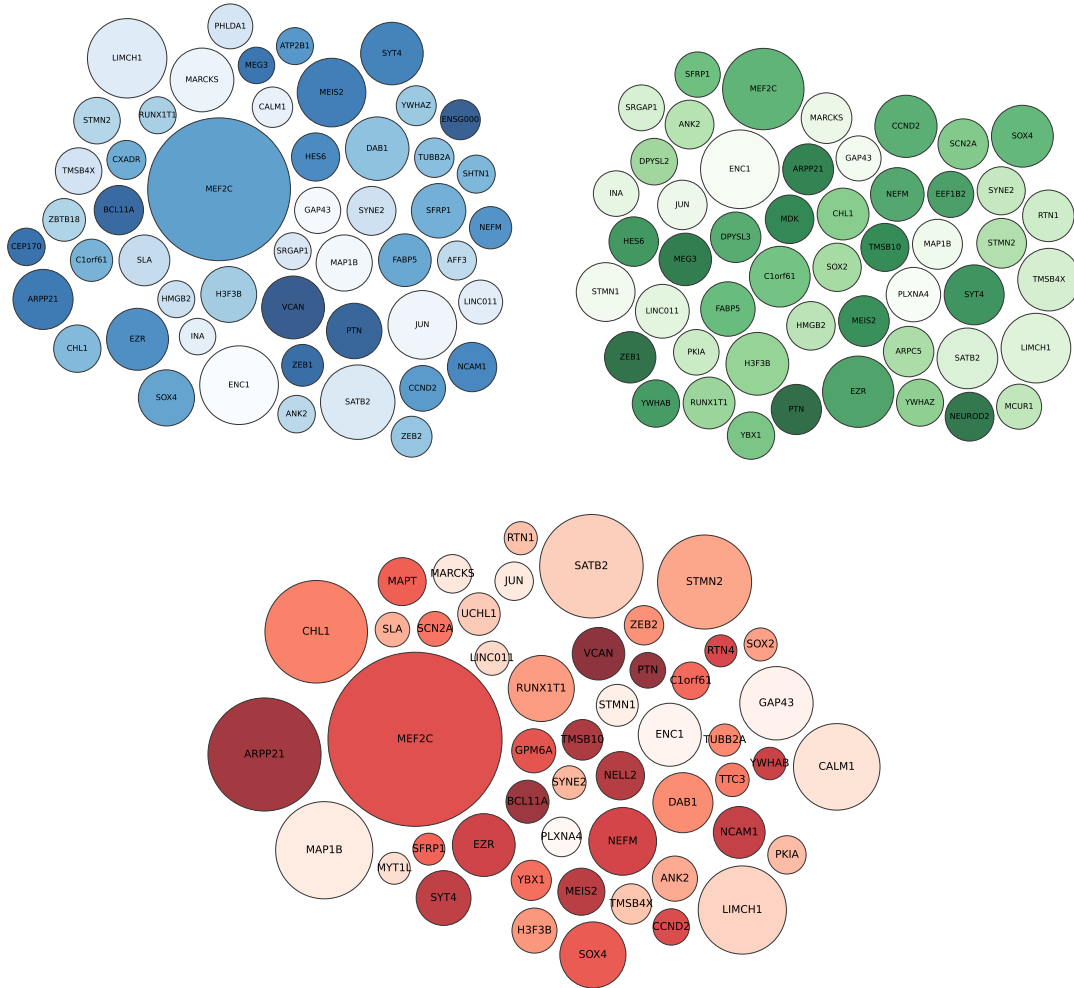 PHLDA1
LIMCH1
ATP2B1
SYT4
MEG3
MARCKS
MEIS2
CALM1
YWHAZ
STMN2
RUNX1T1
ENSG000
DAB1
HES6
TUBB2A
CXADR
TMSB4X
SHTN1
MEF2C
BCL11A
GAP43
SYNE2
SFRP1
ZBTB18
NEFM
CEP170
SRGAP1
C1orf61
SLA
MAP1B
FABP5
AFF3
H3F3B
HMGB2
ARPP21
VCAN
LINC011
JUN
PTN
INA
EZR
CHL1
ZEB1
NCAM1
ENC1
CCND2
SOX4
SATB2
ANK2
ZEB2
SFRP1
MEF2C
SRGAP1
MARCKS
ANK2
CCND2
SOX4
SCN2A
DPYSL2
GAP43
ENC1
ARPP21
INA
NEFM
EEF1B2
SYNE2
JUN
CHL1
MDK
RTN1
DPYSL3
HES6
MAP1B
STMN2
TMSB10
MEG3
SOX2
C1orf61
TMSB4X
STMN1
PLXNA4
SYT4
FABP5
LINC011
MEIS2
HMGB2
LIMCH1
PKIA
ARPC5
ZEB1
SATB2
H3F3B
EZR
YWHAB
RUNX1T1
YWHAZ
MCUR1
PTN
NEUROD2
YBX1
RTN1
SATB2
MARCKS
MAPT
JUN
STMN2
UCHL1
ZEB2
SLA
SCN2A
CHL1
SOX2
RTN4
VCAN
LINC011
PTN
C1orf61
RUNX1T1
GAP43
STMN1
ENC1
MEF2C
TMSB10
TUBB2A
GPM6A
ARPP21
YWHAB
CALM1
NELL2
TTC3
SYNE2
BCL11A
DAB1
NCAM1
PLXNA4
NEFM
EZR
SFRP1
MAP1B
PKIA
MYT1L
YBX1
ANK2
MEIS2
SYT4
TMSB4X
LIMCH1
CCND2
H3F3B
SOX4